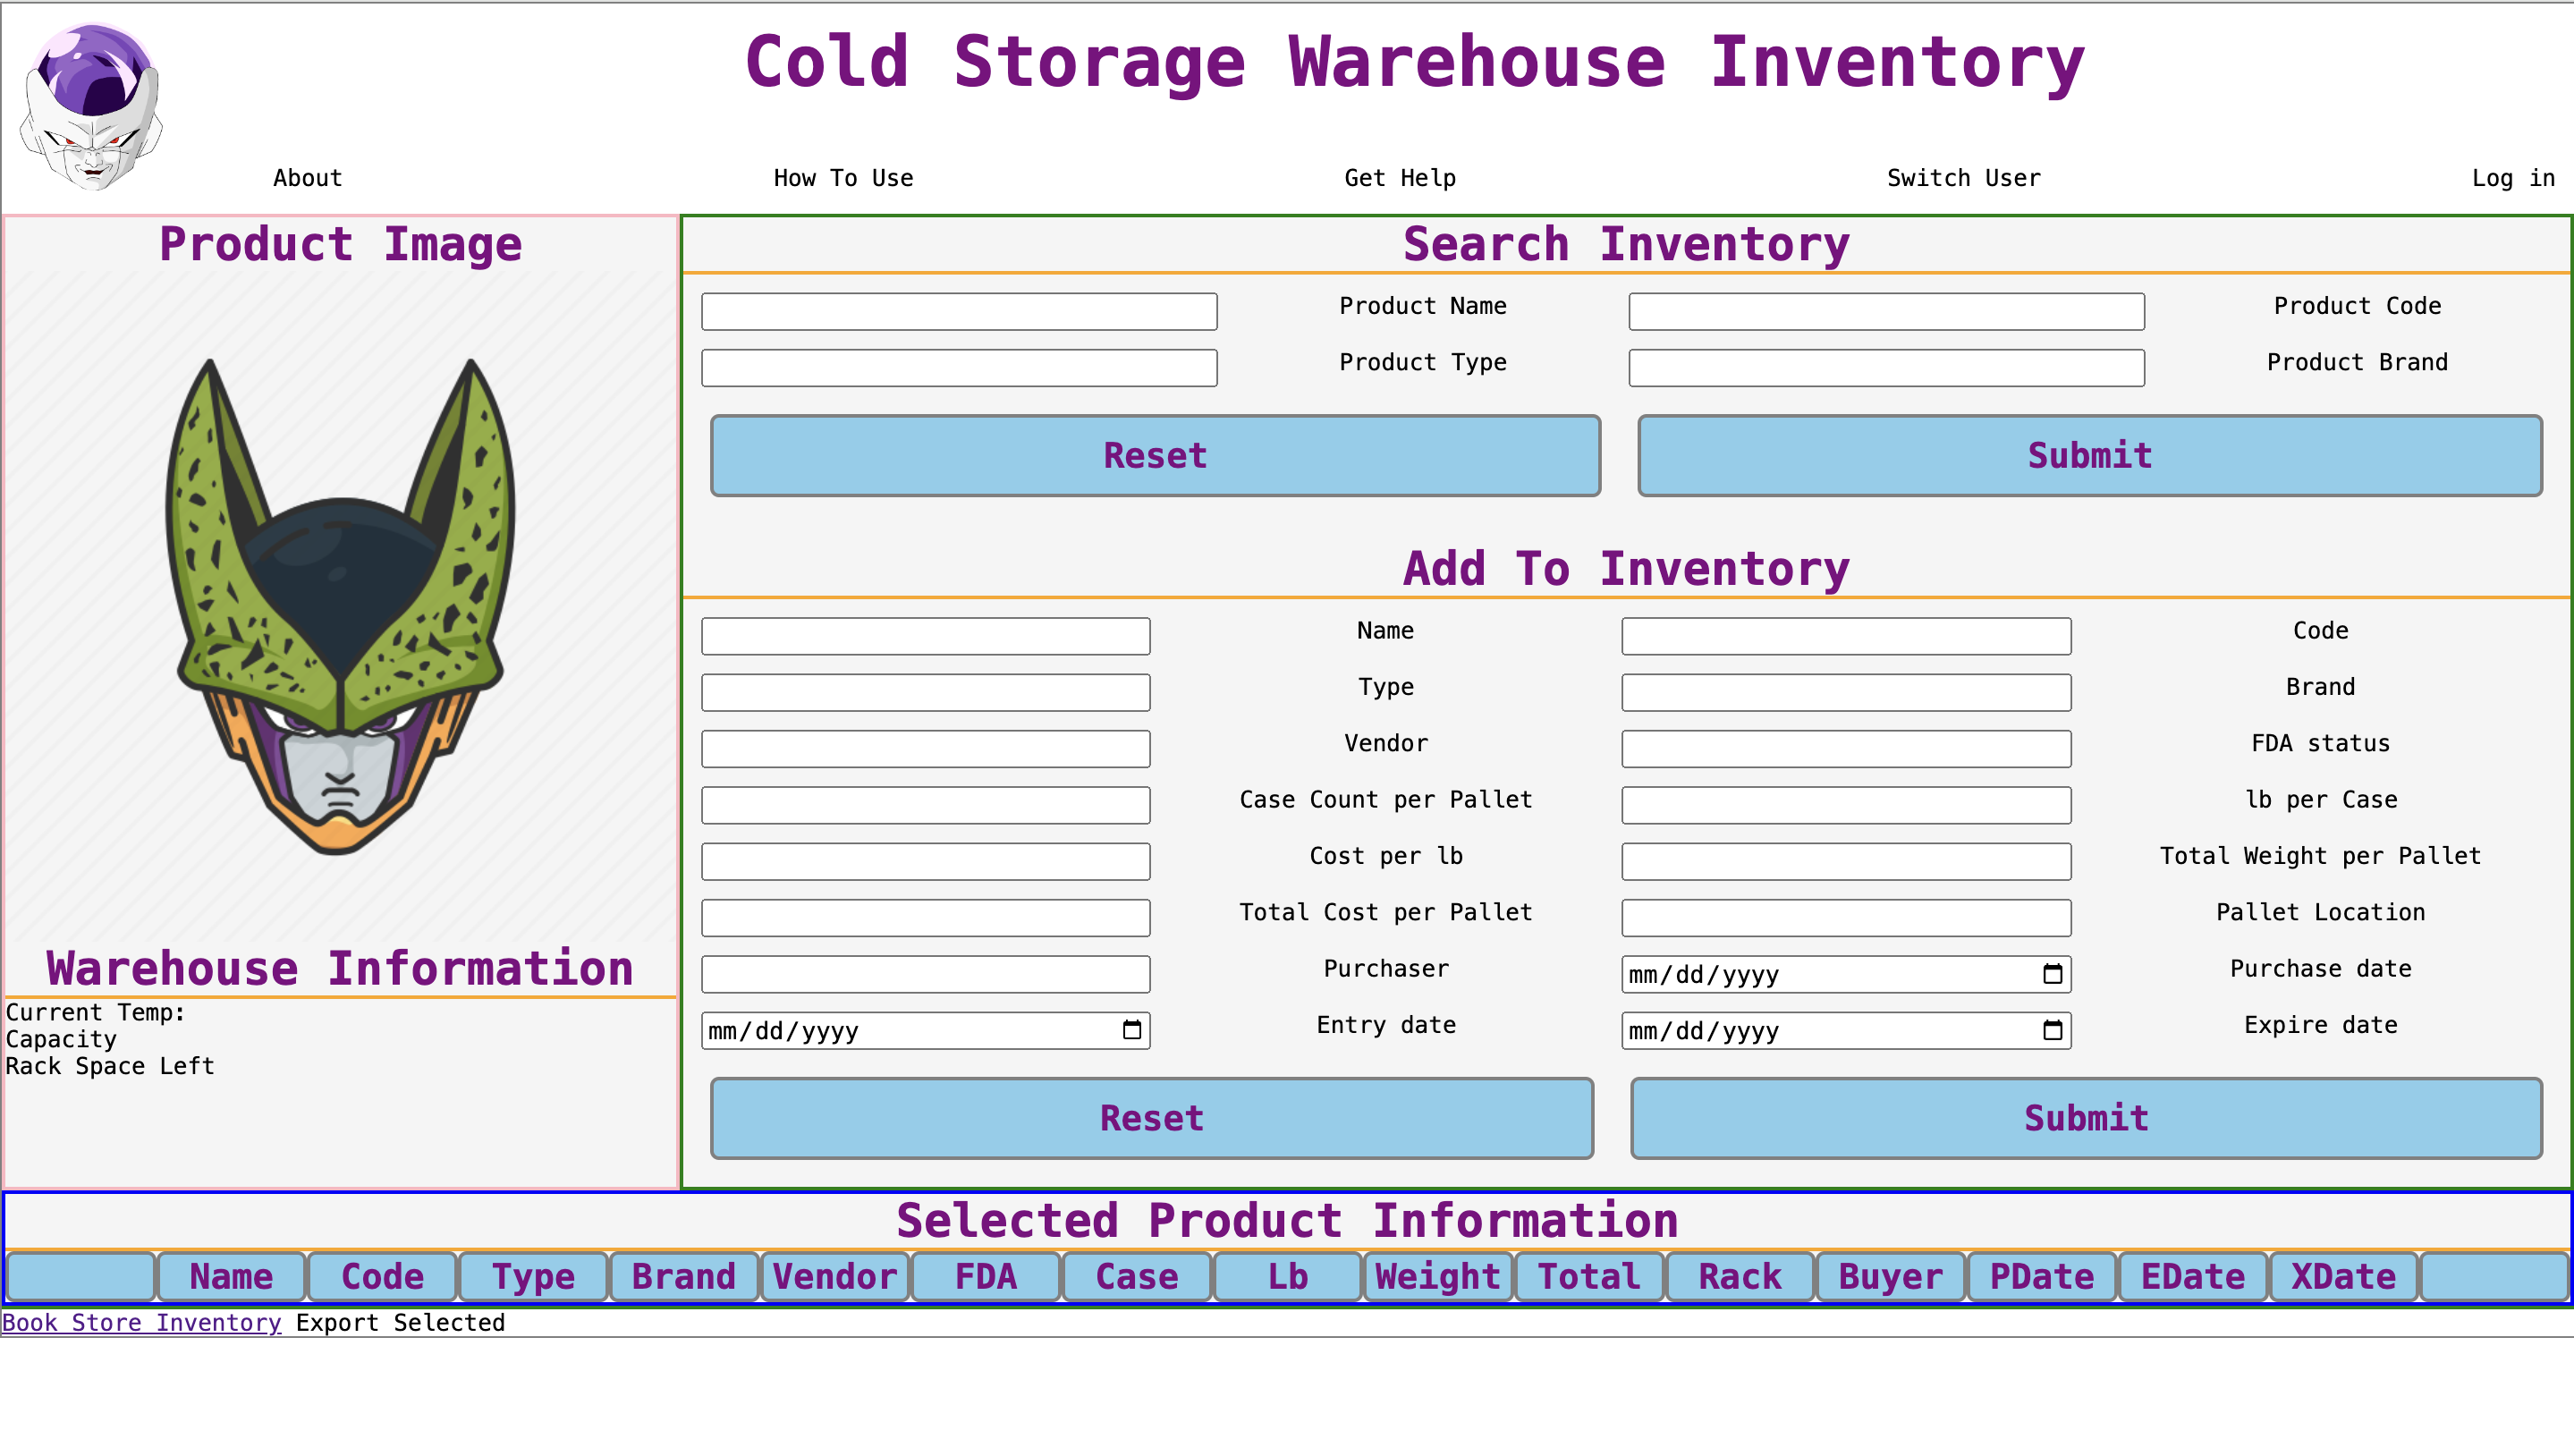 Cold Storage Warehouse Inventory
About How To Use Get Help Switch User Log in
Product Image
Search Inventory
Product Name Product Code
Product Type Product Brand
Reset Submit
Add To Inventory
Name Code
Type Brand
Vendor FDA status
Case Count per Pallet lb per Case
Cost per lb Total Weight per Pallet
Total Cost per Pallet Pallet Location
Purchaser mm/dd/yyyy Purchase date
mm/dd/yyyy Entry date mm/dd/yyyy Expire date
Reset Submit
Warehouse Information
Current Temp:
Capacity
Rack Space Left
Selected Product Information
Name Code Type Brand Vendor FDA Case Lb Weight Total Rack Buyer PDate EDate XDate
Book Store Inventory Export Selected